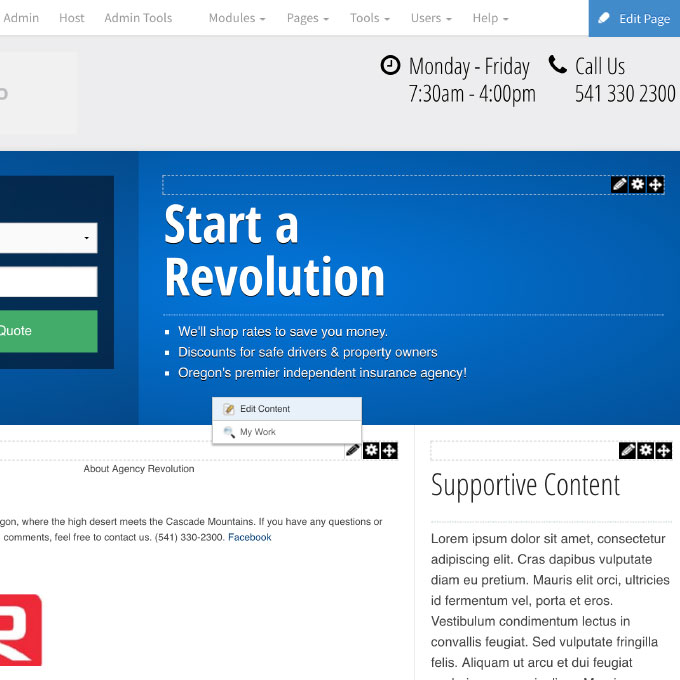 Admin Host Admin Tools Modules Pages Tools Users Help Edit Page
Monday - Friday
7:30am - 4:00pm
Call Us
541 330 2300
Quote
Start a
Revolution
We'll shop rates to save you money.
Discounts for safe drivers & property owners
Oregon's premier independent insurance agency!
Edit Content
My Work
About Agency Revolution
gon, where the high desert meets the Cascade Mountains. If you have any questions or
comments, feel free to contact us. (541) 330-2300. Facebook
R
Supportive Content
Lorem ipsum dolor sit amet, consectetur
adipiscing elit. Cras dapibus vulputate
diam eu pretium. Mauris elit orci, ultricies
id fermentum vel, porta et eros.
Vestibulum condimentum lectus in
convallis feugiat. Sed vulputate fringilla
felis. Aliquam ut arcu et dui feugiat